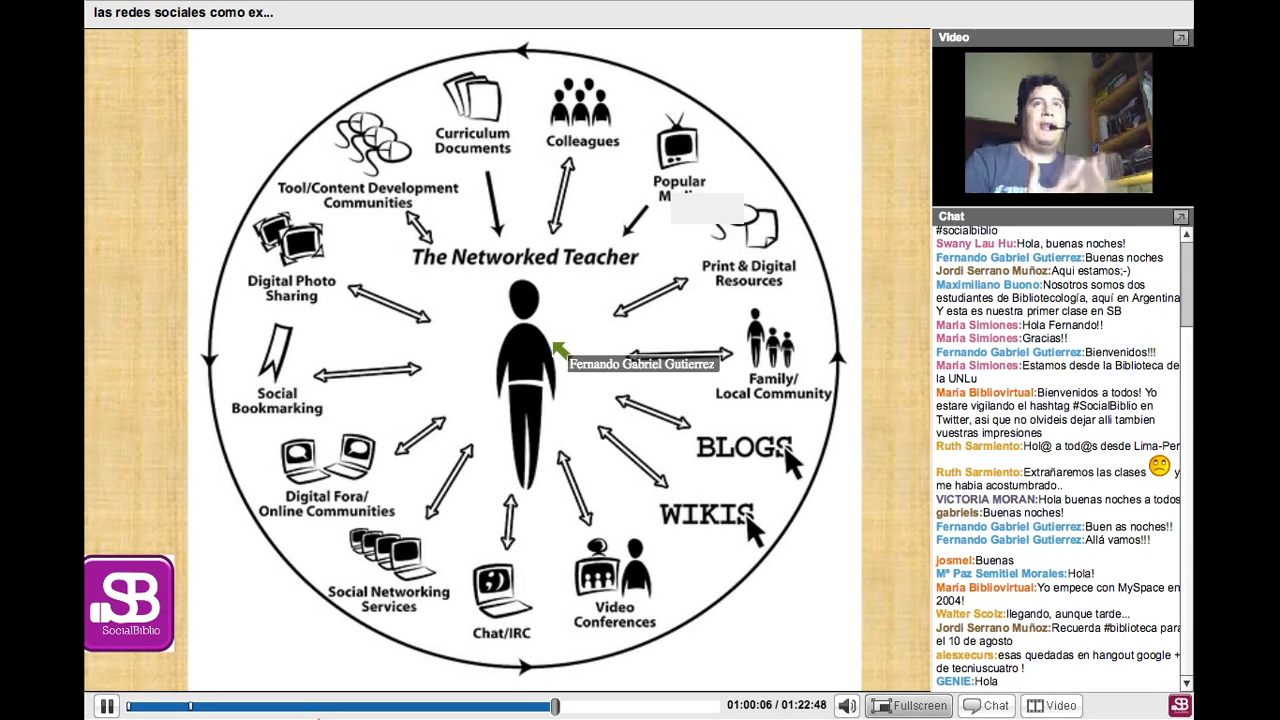 las redes sociales como ex...
Curriculum
Documents
Colleagues
Popular
Tool/Content Development
Communities
The Networked Teacher
Digital Photo
Sharing
Print & Digital
Resources
Fernando Gabriel Gutierrez
Social
Bookmarking
Family/
Local Community
BLOGS
Digital Fora/
Online Communities
WIKIS
Social Networking
Services
Chat/IRC
Video
Conferences
SB
SocialBiblio
Video
Chat
#socialbiblio
Swany Lau Hu:Hola, buenas noches!
Fernando Gabriel Gutierrez:Buenas noches
Jordi Serrano Muñoz:Aqui estamos;-)
Maximiliano Buono:Nosotros somos dos
estudiantes de Bibliotecología, aquí en Argentina
Y esta es nuestra primer clase en SB
Maria Simiones:Hola Fernando!!
Maria Simiones:Gracias!!
Fernando Gabriel Gutierrez:Bienvenidos!!!
Maria Simiones:Estamos desde la Biblioteca de
la UNLu
María Bibliovirtual:Bienvenidos a todos! Yo
estare vigilando el hashtag #SocialBiblio en
Twitter, asi que no olvideis dejar alli tambien
vuestras impresiones
Ruth Sarmiento:Hol@ a tod@s desde Lima-Per
Ruth Sarmiento:Extrañaremos las clases y
me habia acostumbrado..
VICTORIA MORAN:Hola buenas noches a todos
gabriels:Buenas noches!
Fernando Gabriel Gutierrez:Buen as noches!!
Fernando Gabriel Gutierrez:Allá vamos!!!
josmel:Buenas
Mª Paz Semitiel Morales:Hola!
María Bibliovirtual:Yo empece con MySpace en
2004!
Walter Scolz:llegando, aunque tarde...
Jordi Serrano Muñoz:Recuerda #biblioteca para
el 10 de agosto
alesxecurs:esas quedadas en hangout google +
de tecniuscuatro !
GENIE:Hola
01:00:06 / 01:22:48
Fullscreen
Chat
Video
SB